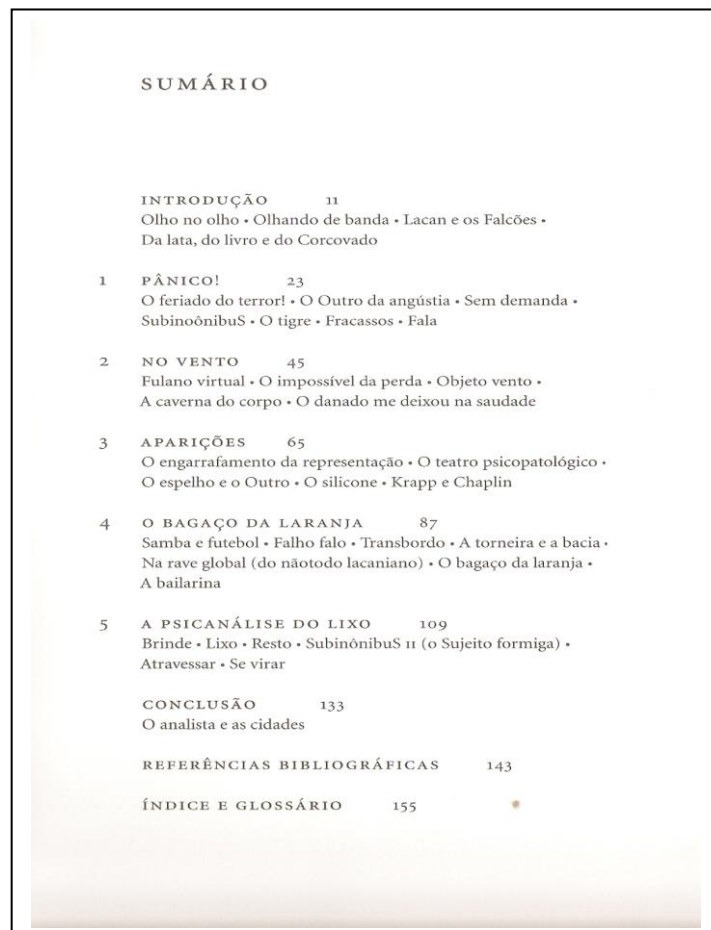 SUMÁRIO
INTRODUÇÃO 11
Olho no olho • Olhando de banda • Lacan e os Falcões •
Da lata, do livro e do Corcovado
1 PÂNICO! 23
O feriado do terror! • O Outro da angústia • Sem demanda •
SubinoônibuS • O tigre • Fracassos • Fala
2 NO VENTO 45
Fulano virtual • O impossível da perda • Objeto vento •
A caverna do corpo • O danado me deixou na saudade
3 APARIÇÕES 65
O engarrafamento da representação • O teatro psicopatológico •
O espelho e o Outro • O silicone • Krapp e Chaplin
4 O BAGAÇO DA LARANJA 87
Samba e futebol • Falho falo • Transbordo • A torneira e a bacia •
Na rave global (do nãotodo lacaniano) • O bagaço da laranja •
A bailarina
5 A PSICANÁLISE DO LIXO 109
Brinde • Lixo • Resto • SubinônibuS II (o Sujeito formiga) •
Atravessar • Se virar
CONCLUSÃO 133
O analista e as cidades
REFERÊNCIAS BIBLIOGRÁFICAS 143
ÍNDICE E GLOSSÁRIO 155